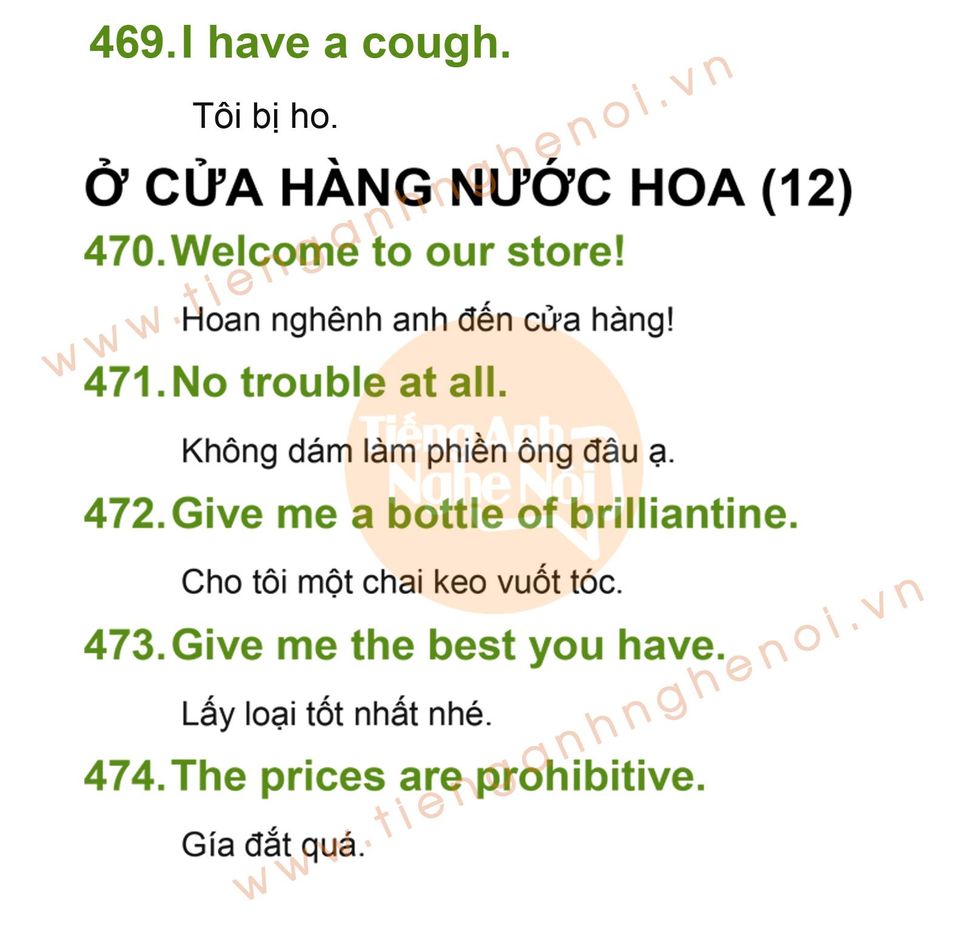 469.I have a cough.
Tôi bị ho.
Ở CỬA HÀNG NƯỚC HOA (12)
470.Welcome to our store!
Hoan nghênh anh đến cửa hàng!
471.No trouble at all.
Không dám làm phiền ông đâu ạ.
Tiếng Anh
Nghe Nói
472.Give me a bottle of brilliantine.
Cho tôi một chai keo vuốt tóc.
473.Give me the best you have.
Lấy loại tốt nhất nhé.
474.The prices are prohibitive.
Gía đắt quá.
www.tienganhnghenoi.vn
www.tienganhnghenoi.vn